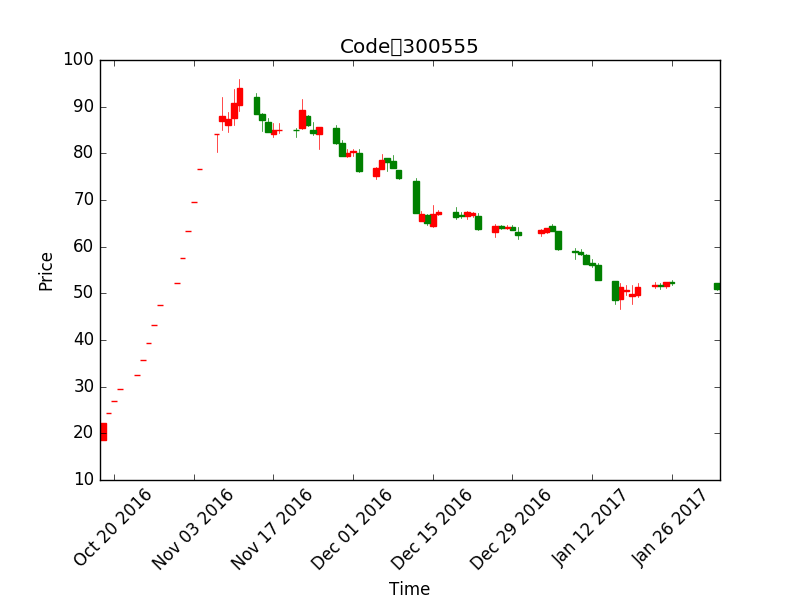 Code▯300555
100
90
80
70
60
50
40
30
20
10
Price
Oct 20 2016
Nov 03 2016
Nov 17 2016
Dec 01 2016
Dec 15 2016
Dec 29 2016
Jan 12 2017
Jan 26 2017
Time